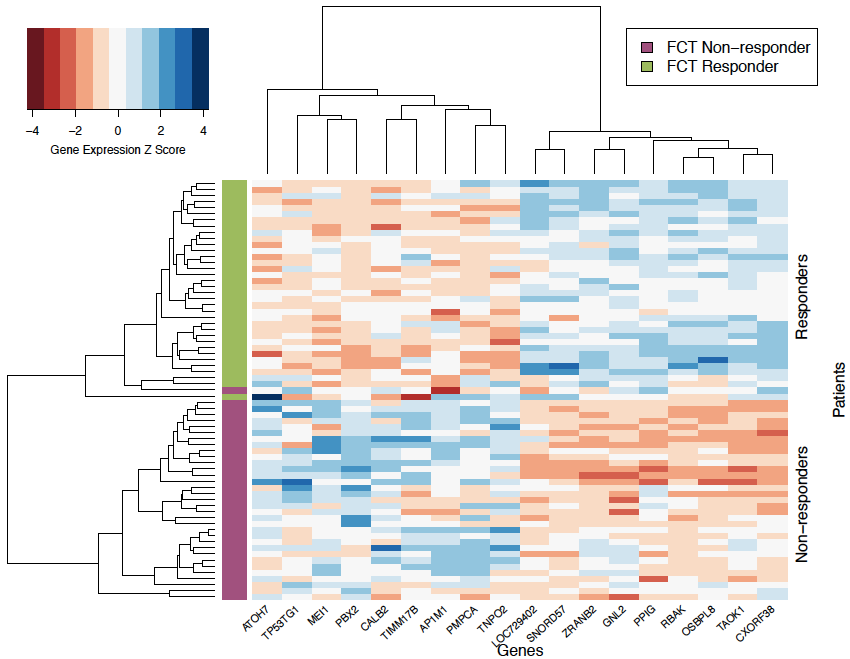 FCT Non-responder
FCT Responder
−4 −2 0 2 4
Gene Expression Z Score
Responders
Patients
Non-responders
ATOH7 TP53TG1 MEI1 PBX2 CALB2 TIMM17B AP1M1 PMPCA TNPO2 LOC729402 SNORD57 ZRANB2 GNL2 PPIG RBAK OSBPL8 TAOK1 CXORF38
Genes